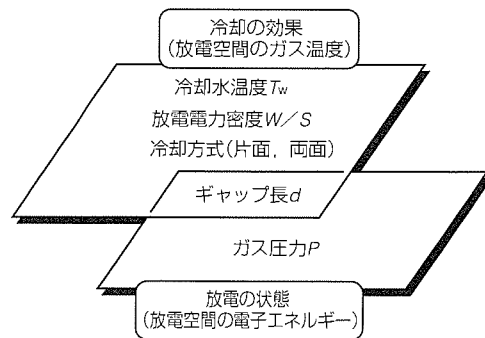 冷却の効果
(放電空間のガス温度)
冷却水温度Tw
放電電力密度W/S
冷却方式(片面，両面)
ギャップ長d
ガス圧力P
放電の状態
(放電空間の電子エネルギー)